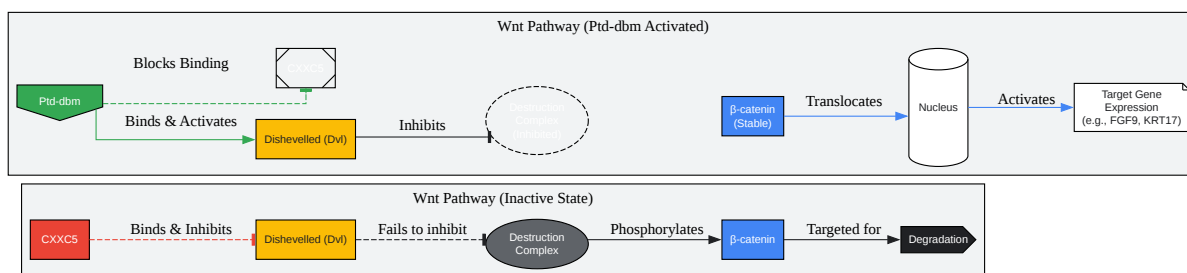 Wnt Pathway (Ptd-dbm Activated)
Blocks Binding
CXXC5
Ptd-dbm
Binds & Activates
Dishevelled (Dvl)
Inhibits
Destruction
Complex
(Inhibited)
β-catenin
(Stable)
Translocates
Nucleus
Activates
Target Gene
Expression
(e.g., FGF9, KRT17)
Wnt Pathway (Inactive State)
CXXC5
Binds & Inhibits
Dishevelled (Dvl)
Fails to inhibit
Destruction
Complex
Phosphorylates
β-catenin
Targeted for
Degradation